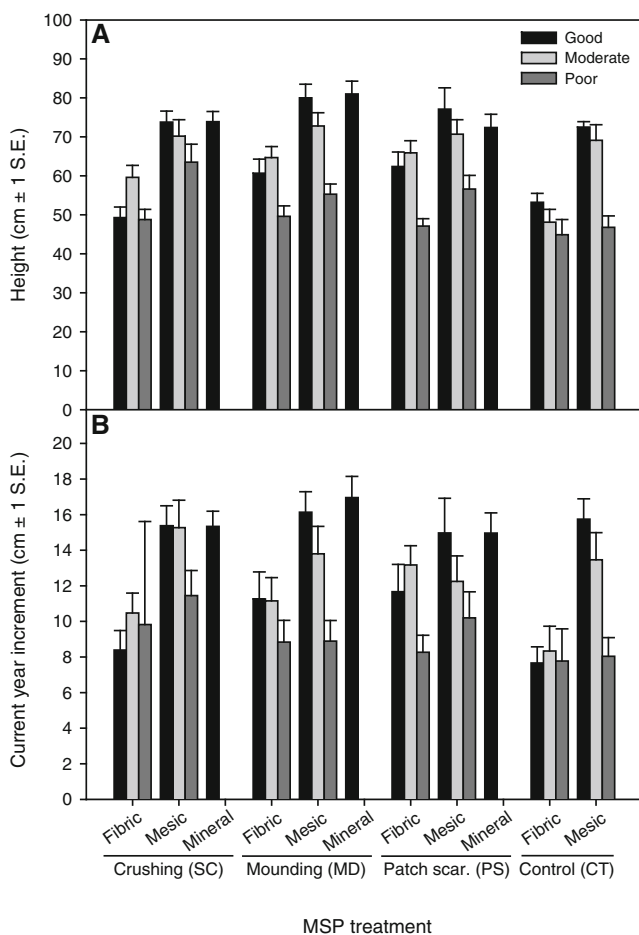 A
Good
Moderate
Poor
Height (cm ± 1 S.E.)
100
90
80
70
60
50
40
30
20
10
0
B
Current year increment (cm ± 1 S.E.)
20
18
16
14
12
10
8
6
4
2
0
Fibric Mesic Mineral Fibric Mesic Mineral Fibric Mesic Mineral Fibric Mesic
Crushing (SC) Mounding (MD) Patch scar. (PS) Control (CT)
MSP treatment